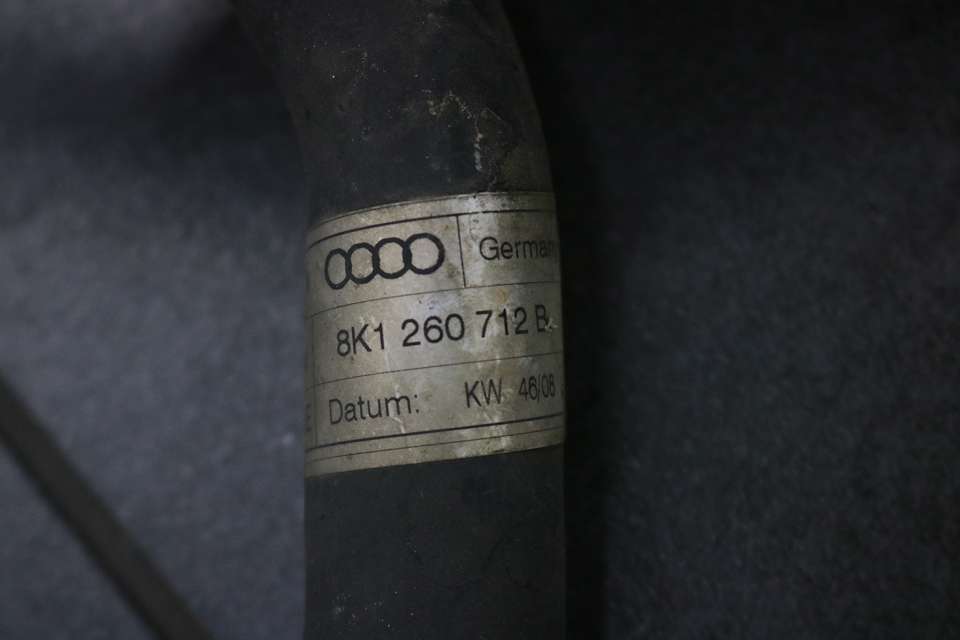 German
8K1 260 712 B
E Datum: KW 46/08